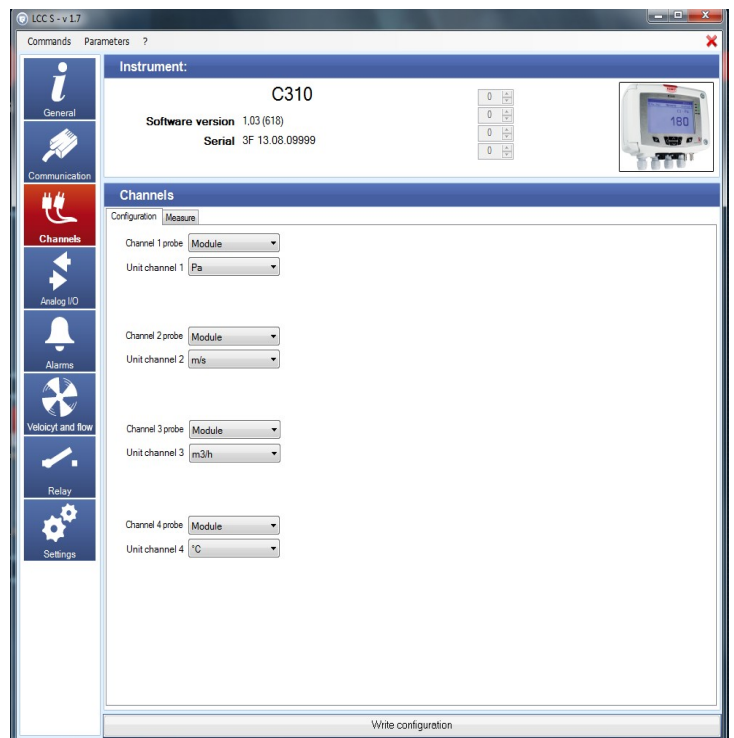 LCC S - v 1.7
Commands Parameters ?
General
Communication
Channels
Analog I/O
Alarms
Veloicyt and flow
Relay
Settings
Instrument:
C310
Software version 1,03 (618)
Serial 3F 13.08.09999
0
0
0
0
180
Channels
Configuration Measure
Channel 1 probe Module
Unit channel 1 Pa
Channel 2 probe Module
Unit channel 2 m/s
Channel 3 probe Module
Unit channel 3 m3/h
Channel 4 probe Module
Unit channel 4 °C
Write configuration